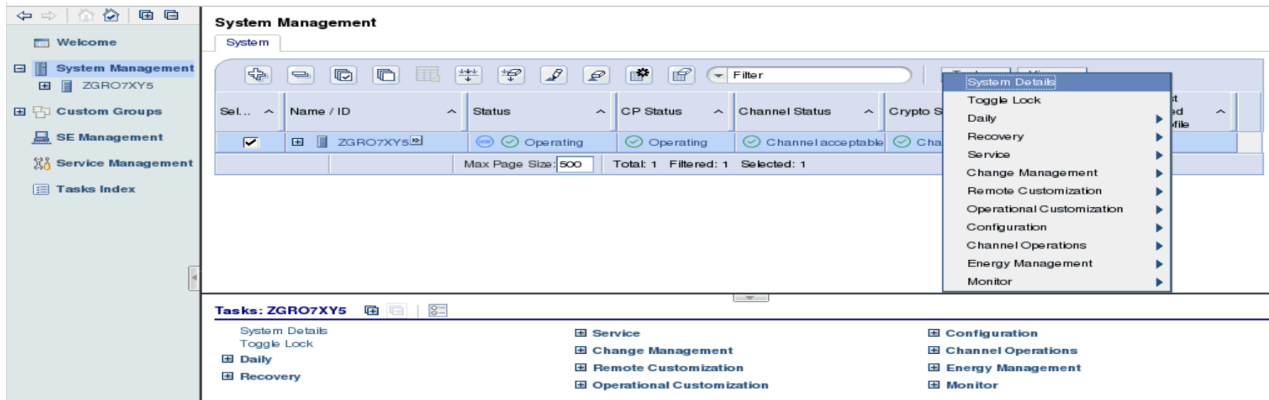 System Management
System
Welcome
System Management
ZGRO7XY5
Custom Groups
SE Management
Service Management
Tasks Index
Filter
Sel... Name / ID Status CP Status Channel Status Crypto S
ZGRO7XY5 Operating Operating Channel acceptable Cha
Max Page Size: 500 Total: 1 Filtered: 1 Selected: 1
System Details
Toggle Lock
Daily
Recovery
Service
Change Management
Remote Customization
Operational Customization
Configuration
Channel Operations
Energy Management
Monitor
Tasks: ZGRO7XY5
System Details
Toggle Lock
Daily
Recovery
Service
Change Management
Remote Customization
Operational Customization
Configuration
Channel Operations
Energy Management
Monitor